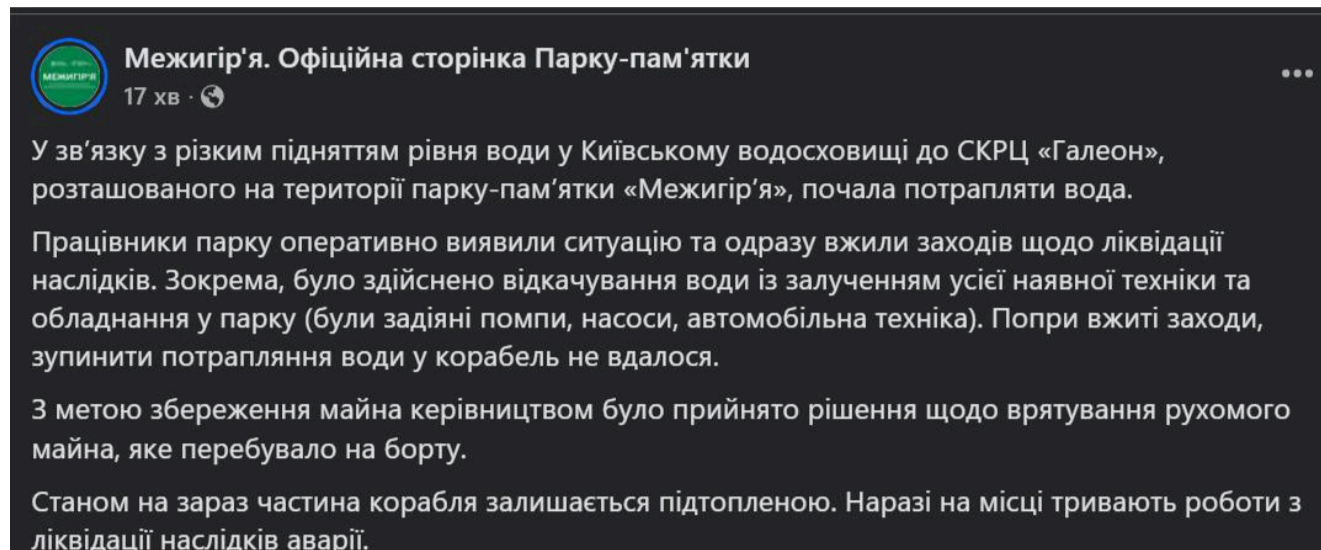 Межигір'я. Офіційна сторінка Парку-пам'ятки
17 хв ·
МЕЖИГІР'Я
У зв’язку з різким підняттям рівня води у Київському водосховищі до СКРЦ «Галеон»,
розташованого на території парку-пам’ятки «Межигір’я», почала потрапляти вода.
Працівники парку оперативно виявили ситуацію та одразу вжили заходів щодо ліквідації
наслідків. Зокрема, було здійснено відкачування води із залученням усієї наявної техніки та
обладнання у парку (були задіяні помпи, насоси, автомобільна техніка). Попри вжиті заходи,
зупинити потрапляння води у корабель не вдалося.
З метою збереження майна керівництвом було прийнято рішення щодо врятування рухомого
майна, яке перебувало на борту.
Станом на зараз частина корабля залишається підтопленою. Наразі на місці тривають роботи з
ліквідації наслідків аварії.